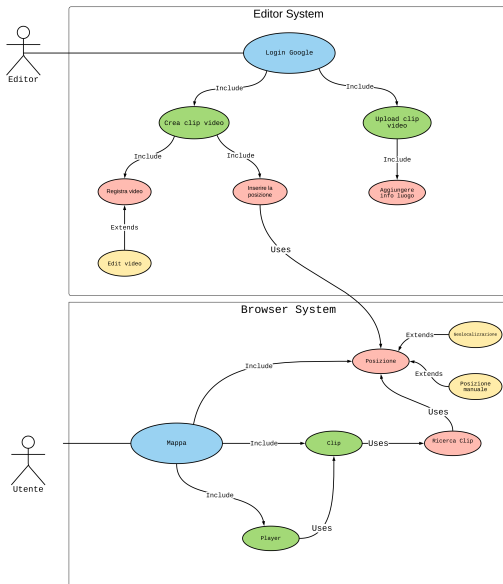 Editor System
Editor
Login Google
Include
Include
Crea clip video
Upload clip
video
Include
Include
Include
Registra video
Inserire la
posizione
Aggiungere
info luogo
Extends
Edit video
Uses
Browser System
Geolocalizzazione
Extends
Posizione
Include
Extends
Posizione
manuale
Uses
Utente
Mappa
Include
Clip
Uses
Ricerca Clip
Include
Uses
Player